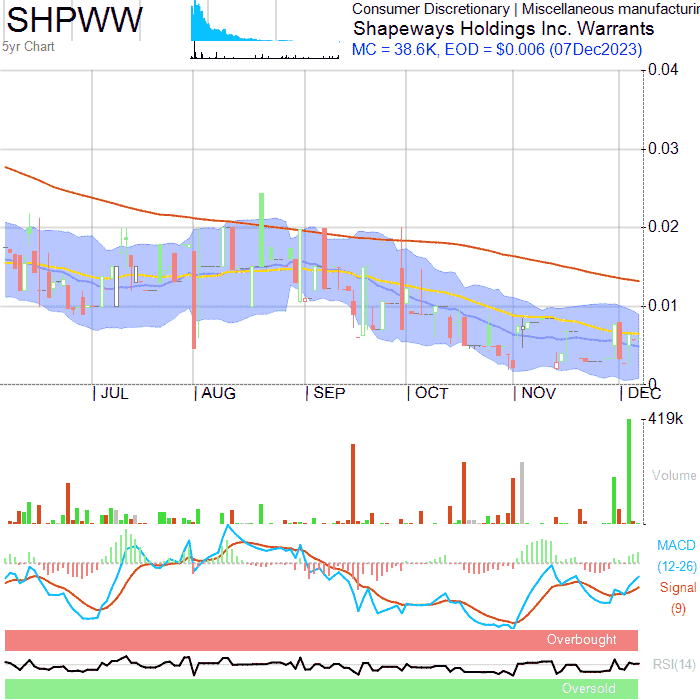 SHPWW
5yr Chart
Consumer Discretionary | Miscellaneous manufacturin
Shapeways Holdings Inc. Warrants
MC = 38.6K, EOD = $0.006 (07Dec2023)
0.04
0.03
0.02
0.01
0
JUL AUG SEP OCT NOV DEC
419k
Volume
MACD
(12-26)
Signal
(9)
Overbought
RSI(14)
Oversold